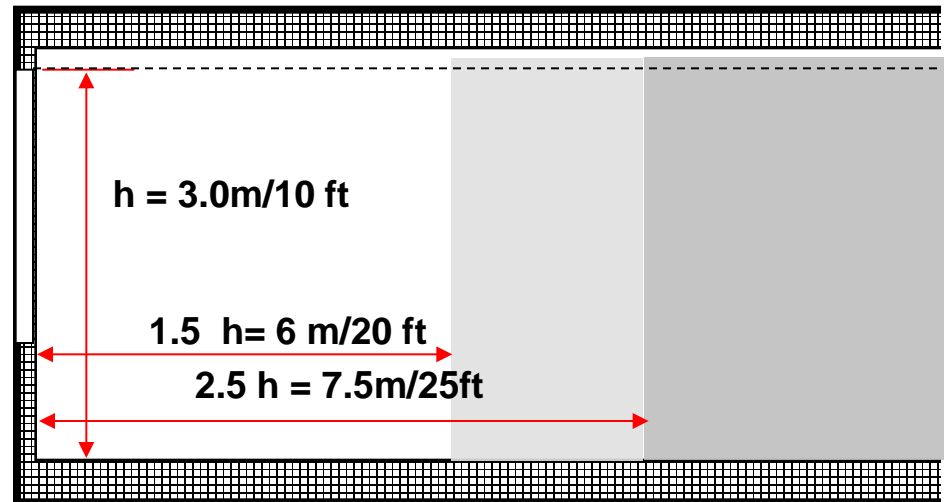 h = 3.0m/10 ft
1.5  h= 6 m/20 ft
2.5 h = 7.5m/25ft